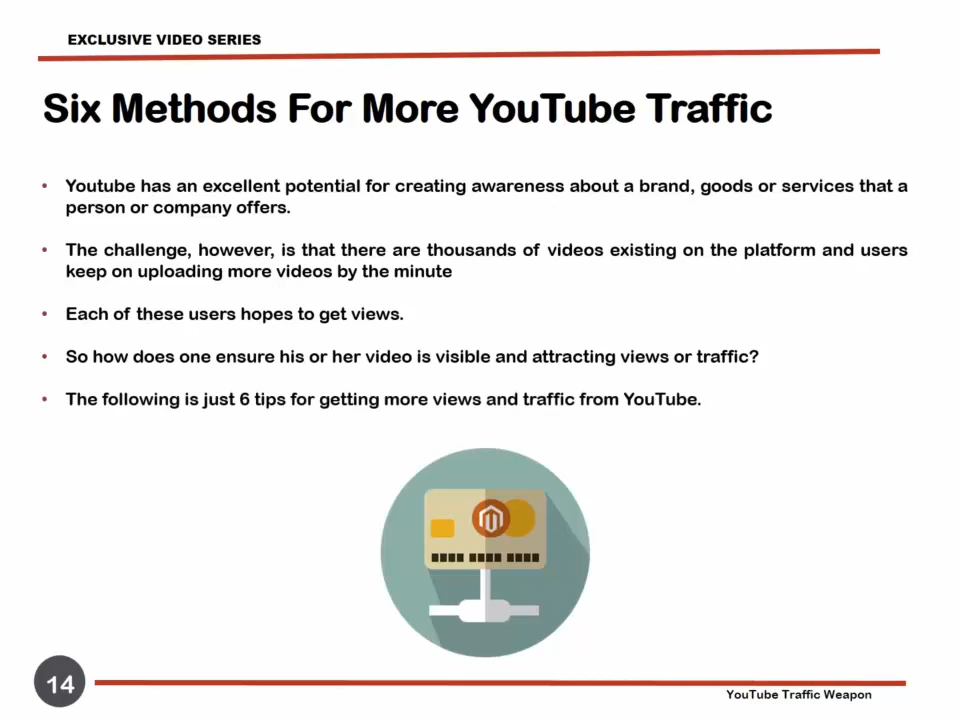 EXCLUSIVE VIDEO SERIES
Six Methods For More YouTube Traffic
• Youtube has an excellent potential for creating awareness about a brand, goods or services that a
person or company offers.
• The challenge, however, is that there are thousands of videos existing on the platform and users
keep on uploading more videos by the minute
• Each of these users hopes to get views.
• So how does one ensure his or her video is visible and attracting views or traffic?
• The following is just 6 tips for getting more views and traffic from YouTube.
14
YouTube Traffic Weapon